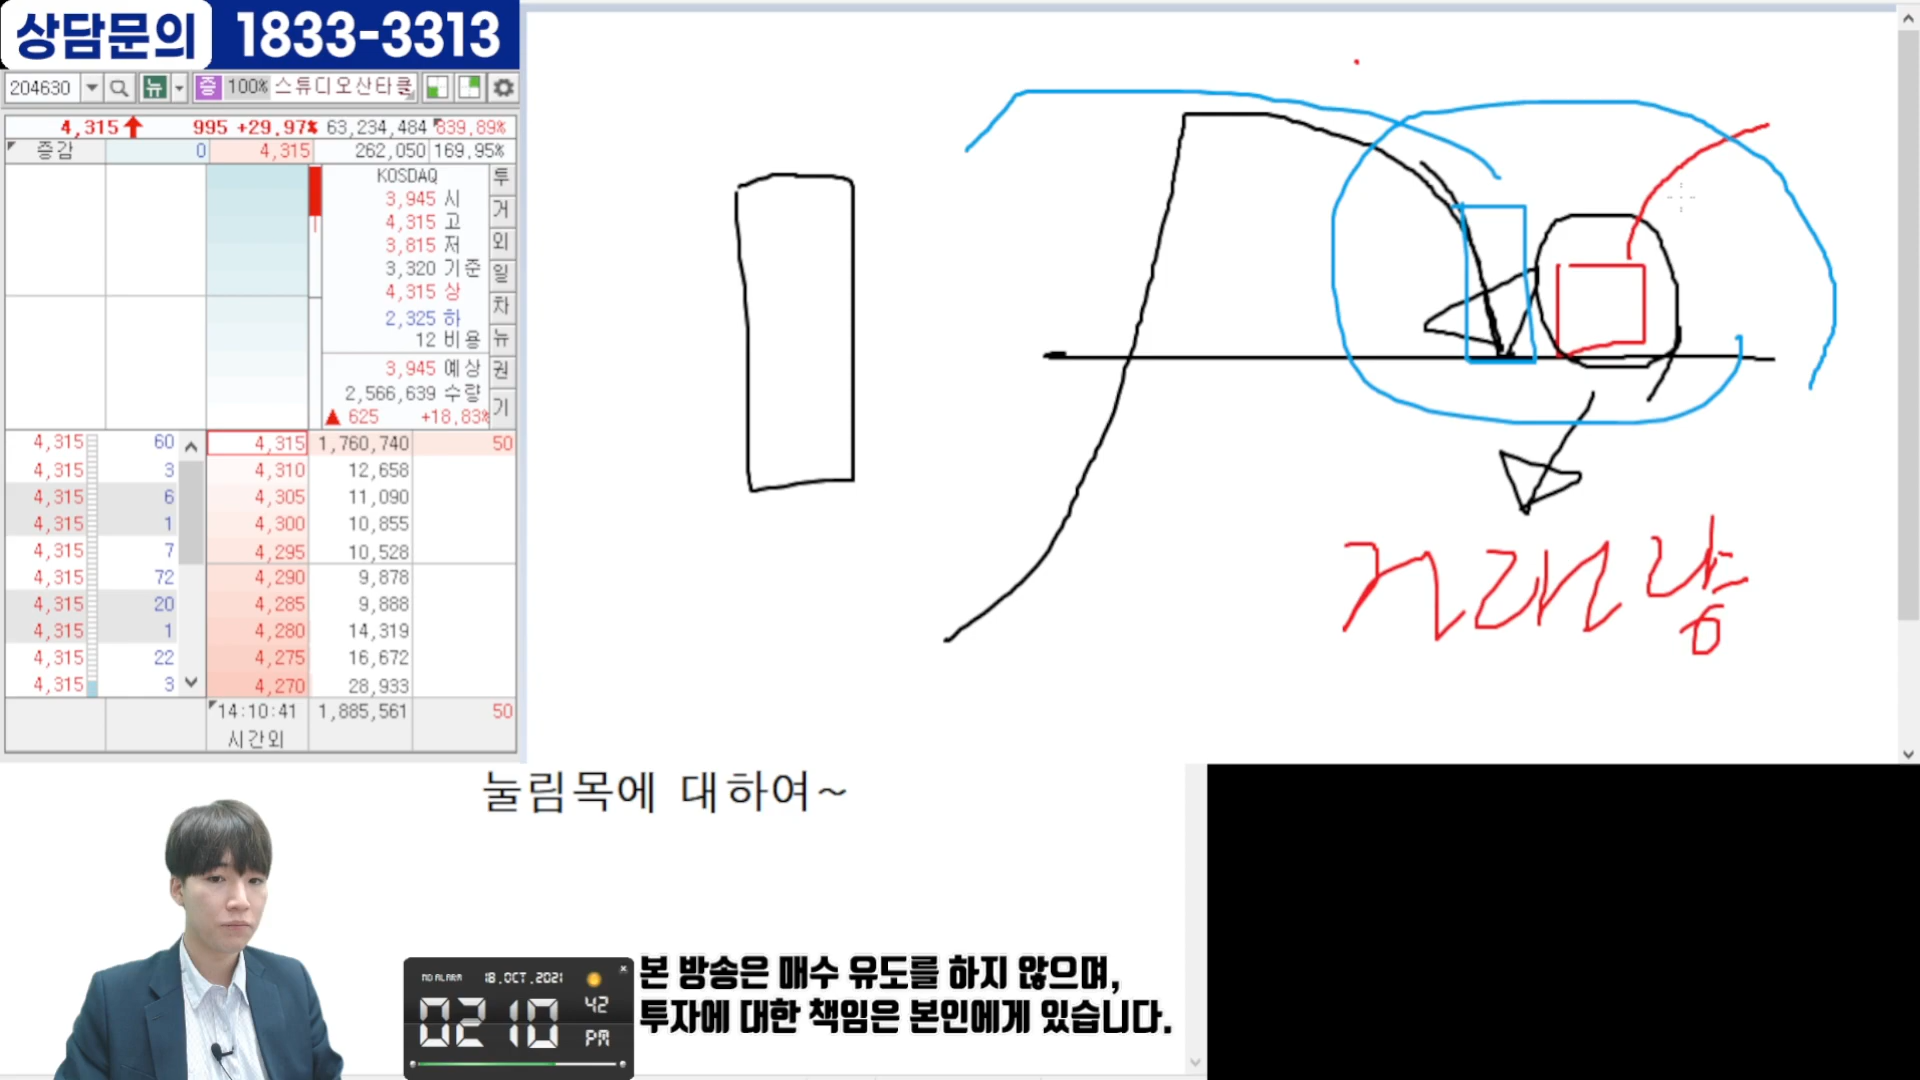 상담문의 1833-3313
204630 뉴 증 100% 스튜디오산타클
4,315 995 +29.97% 63,234,484 839.89%
증감 0 4,315 262,050 169.95%
KOSDAQ 투
3,945 시
4,315 고 거
3,815 저 외
3,320 기준 일
4,315 상
2,325 하 차
12 비용 뉴
3,945 예상 권
2,566,639 수량
625 +18,83% 기
4,315 60 4,315 1,760,740 50
4,315 3 4,310 12,658
4,315 6 4,305 11,090
4,315 1 4,300 10,855
4,315 7 4,295 10,528
4,315 72 4,290 9,878
4,315 20 4,285 9,888
4,315 1 4,280 14,319
4,315 22 4,275 16,672
4,315 3 4,270 28,933
14:10:41 1,885,561 50
시간외
거래량
눌림목에 대하여~
NO ALARM 18.OCT.2021
02 10 42 PM
본 방송은 매수 유도를 하지 않으며,
투자에 대한 책임은 본인에게 있습니다.